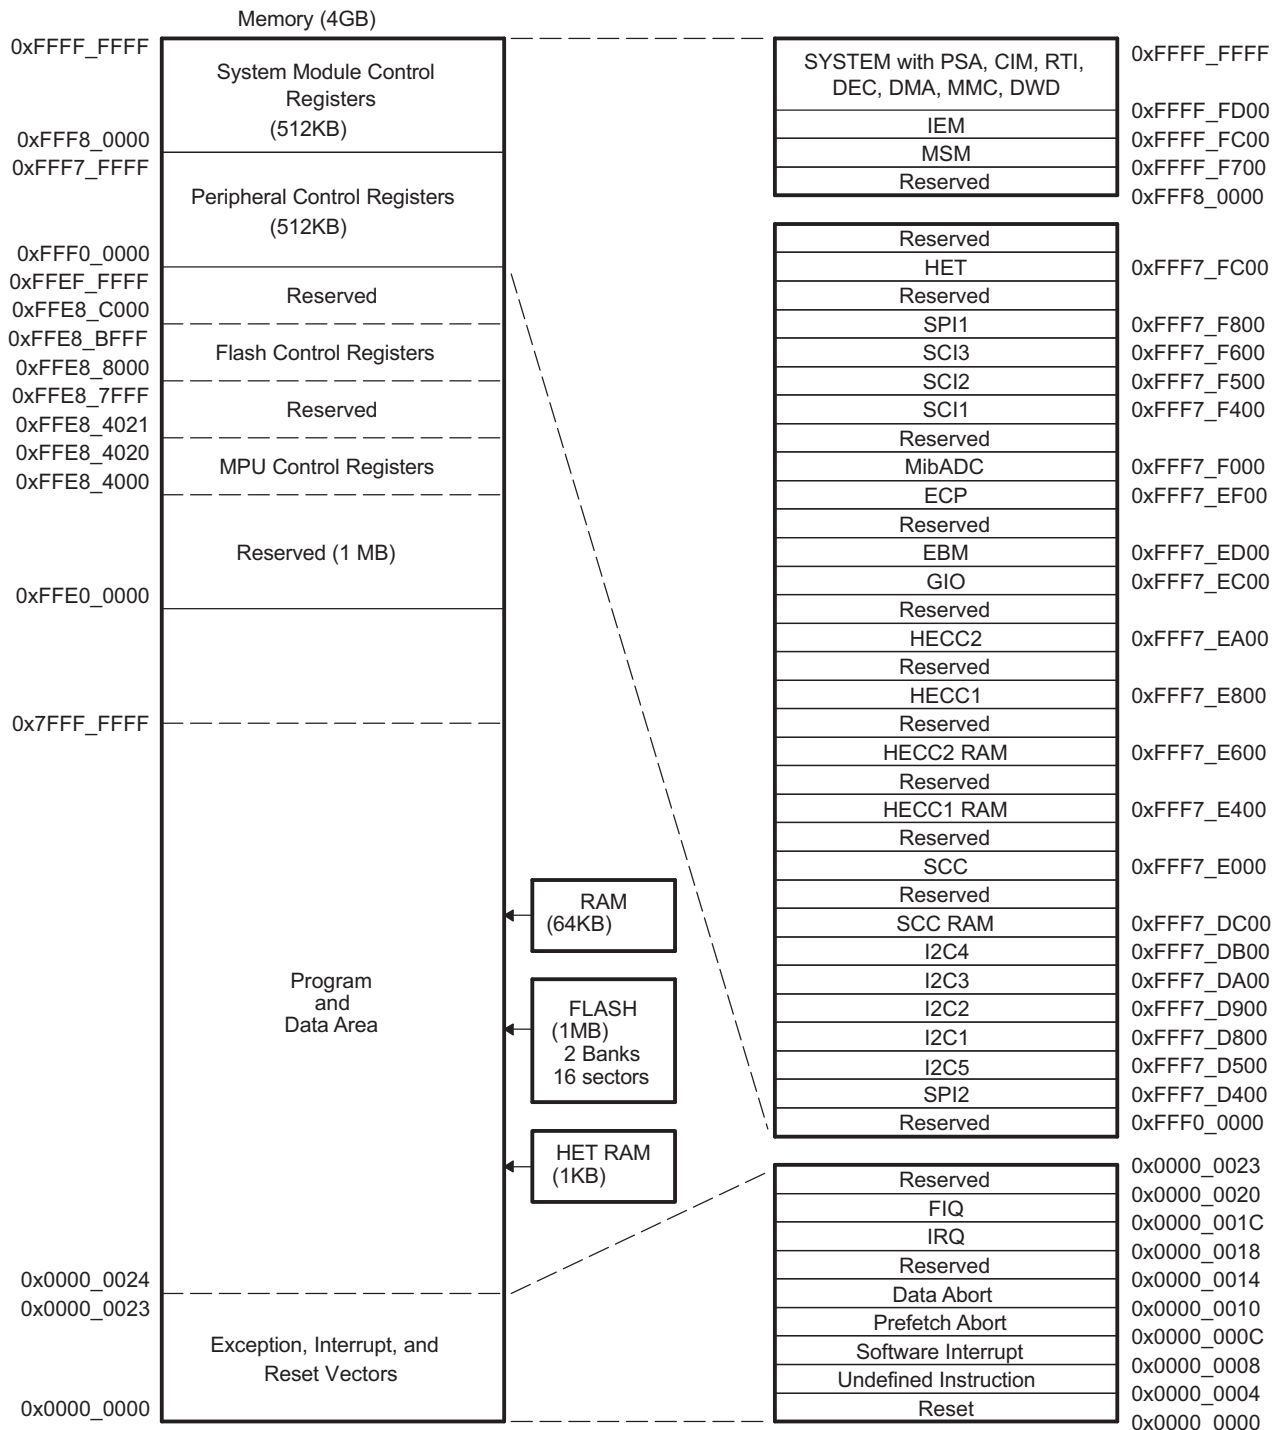 Memory (4GB)
0xFFFF_FFFF
System Module Control
Registers
(512KB)
0xFFF8_0000
0xFFF7_FFFF
Peripheral Control Registers
(512KB)
0xFFF0_0000
0xFFEF_FFFF
Reserved
0xFFE8_C000
0xFFE8_BFFF
Flash Control Registers
0xFFE8_8000
0xFFE8_7FFF
Reserved
0xFFE8_4021
0xFFE8_4020
MPU Control Registers
0xFFE8_4000
Reserved (1 MB)
0xFFE0_0000
0x7FFF_FFFF
Program
and
Data Area
0x0000_0024
0x0000_0023
Exception, Interrupt, and
Reset Vectors
0x0000_0000
RAM
(64KB)
FLASH
(1MB)
2 Banks
16 sectors
HET RAM
(1KB)
SYSTEM with PSA, CIM, RTI,
DEC, DMA, MMC, DWD
0xFFFF_FFFF
0xFFFF_FD00
IEM
0xFFFF_FC00
MSM
0xFFFF_F700
Reserved
0xFFF8_0000
Reserved
HET 0xFFF7_FC00
Reserved
SPI1 0xFFF7_F800
SCI3 0xFFF7_F600
SCI2 0xFFF7_F500
SCI1 0xFFF7_F400
Reserved
MibADC 0xFFF7_F000
ECP 0xFFF7_EF00
Reserved
EBM 0xFFF7_ED00
GIO 0xFFF7_EC00
Reserved
HECC2 0xFFF7_EA00
Reserved
HECC1 0xFFF7_E800
Reserved
HECC2 RAM 0xFFF7_E600
Reserved
HECC1 RAM 0xFFF7_E400
Reserved
SCC 0xFFF7_E000
Reserved
SCC RAM 0xFFF7_DC00
I2C4 0xFFF7_DB00
I2C3 0xFFF7_DA00
I2C2 0xFFF7_D900
I2C1 0xFFF7_D800
I2C5 0xFFF7_D500
SPI2 0xFFF7_D400
Reserved 0xFFF0_0000
0x0000_0023
Reserved
0x0000_0020
FIQ
0x0000_001C
IRQ
0x0000_0018
Reserved
0x0000_0014
Data Abort
0x0000_0010
Prefetch Abort
0x0000_000C
Software Interrupt
0x0000_0008
Undefined Instruction
0x0000_0004
Reset
0x0000_0000